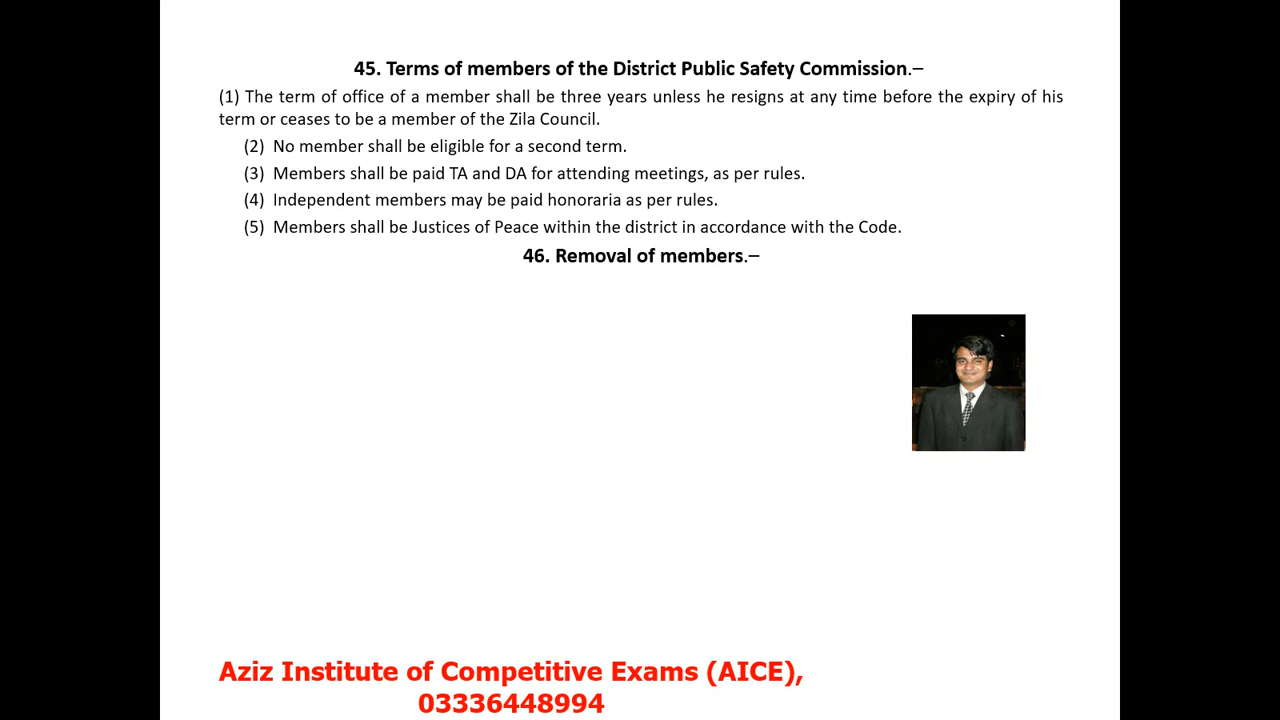 45. Terms of members of the District Public Safety Commission.–
(1) The term of office of a member shall be three years unless he resigns at any time before the expiry of his
term or ceases to be a member of the Zila Council.
(2) No member shall be eligible for a second term.
(3) Members shall be paid TA and DA for attending meetings, as per rules.
(4) Independent members may be paid honoraria as per rules.
(5) Members shall be Justices of Peace within the district in accordance with the Code.
46. Removal of members.–
Aziz Institute of Competitive Exams (AICE),
03336448994